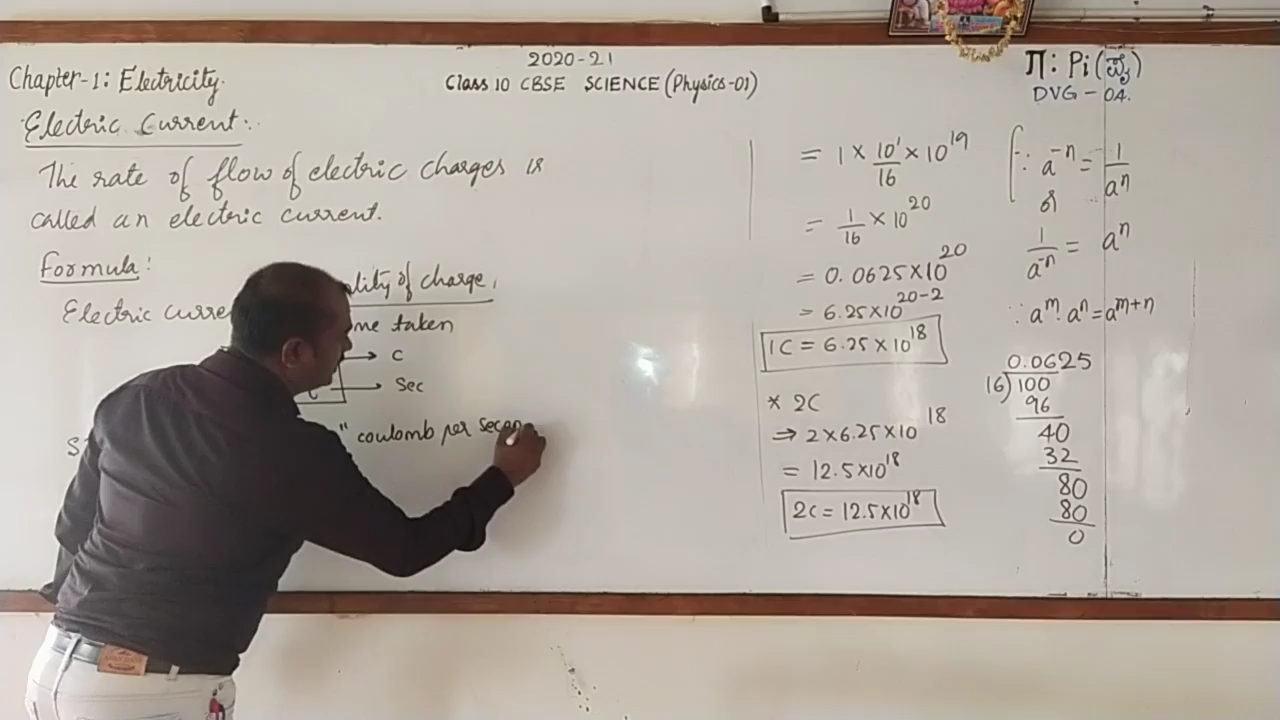 2020-21
Class 10 CBSE SCIENCE (Physics-01)
Π: Pi (ಪೈ)
DVG - 04.
Chapter-1: Electricity.
Electric Current:
The rate of flow of electric charges is
called an electric current.
Formula:
Electric curre
tity of charge.
me taken
→ C
→ Sec
S
" coulomb per Secon
= 1 × 10¹/16 × 10¹⁹
= 1/16 × 10²⁰
= 0.0625×10²⁰
= 6.25×10²⁰⁻²
1C = 6.25×10¹⁸
* 2C
⇒ 2×6.25×10¹⁸
= 12.5×10¹⁸
2C = 12.5×10¹⁸
∵ a⁻ⁿ = 1/aⁿ
or
1/a⁻ⁿ = aⁿ
∵ aᵐ. aⁿ = aᵐ⁺ⁿ
0.0625
16)100
96
40
32
80
80
0